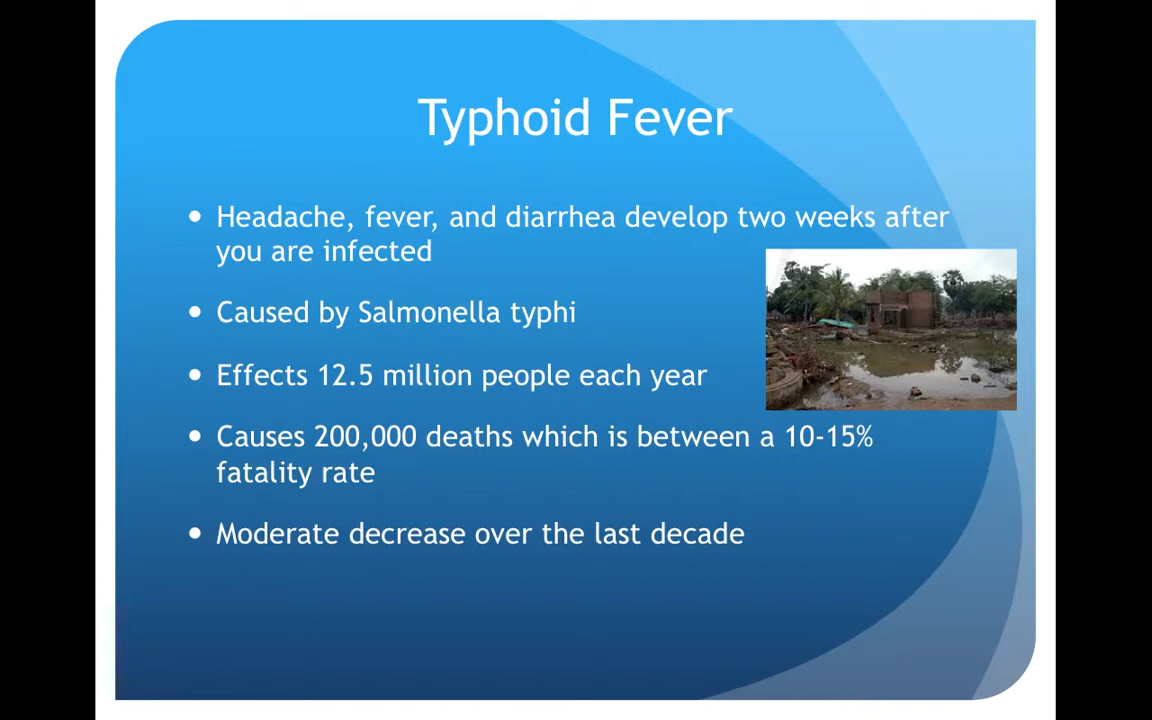 Typhoid Fever
• Headache, fever, and diarrhea develop two weeks after
you are infected
• Caused by Salmonella typhi
• Effects 12.5 million people each year
• Causes 200,000 deaths which is between a 10-15%
fatality rate
• Moderate decrease over the last decade